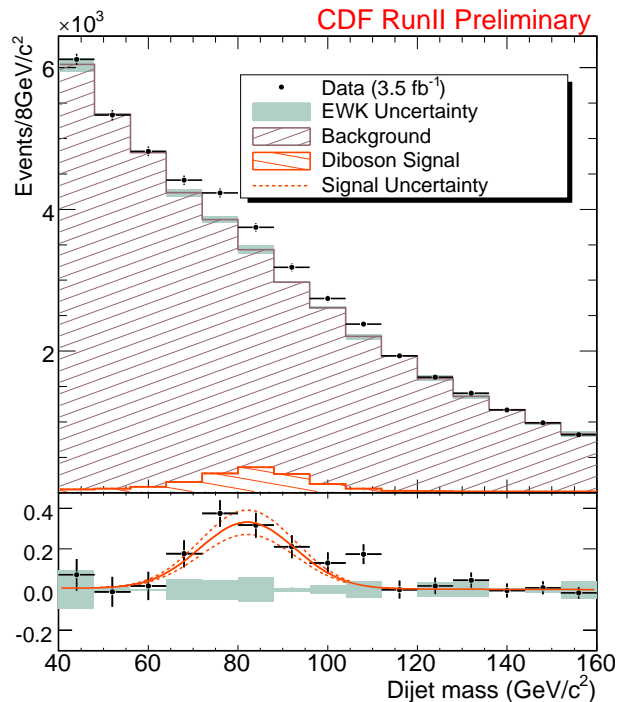 CDF RunII Preliminary
×10³
Events/8GeV/c²
6
4
2
Data (3.5 fb⁻¹)
EWK Uncertainty
Background
Diboson Signal
Signal Uncertainty
0.4
0.2
0.0
-0.2
40 60 80 100 120 140 160
Dijet mass (GeV/c²)